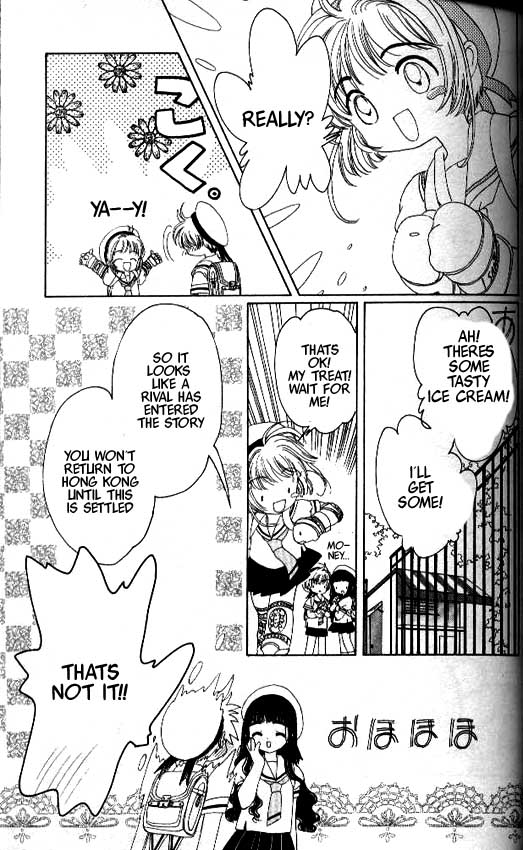 REALLY?
YA--Y!
AH!
THERES
SOME
TASTY
ICE CREAM!
I'LL
GET
SOME!
THATS
OK!
MY TREAT!
WAIT FOR
ME!
MO-
NEY...
SO IT
LOOKS
LIKE A
RIVAL HAS
ENTERED
THE STORY
YOU WON'T
RETURN TO
HONG KONG
UNTIL THIS
IS SETTLED
THATS
NOT IT!!
おほほほ